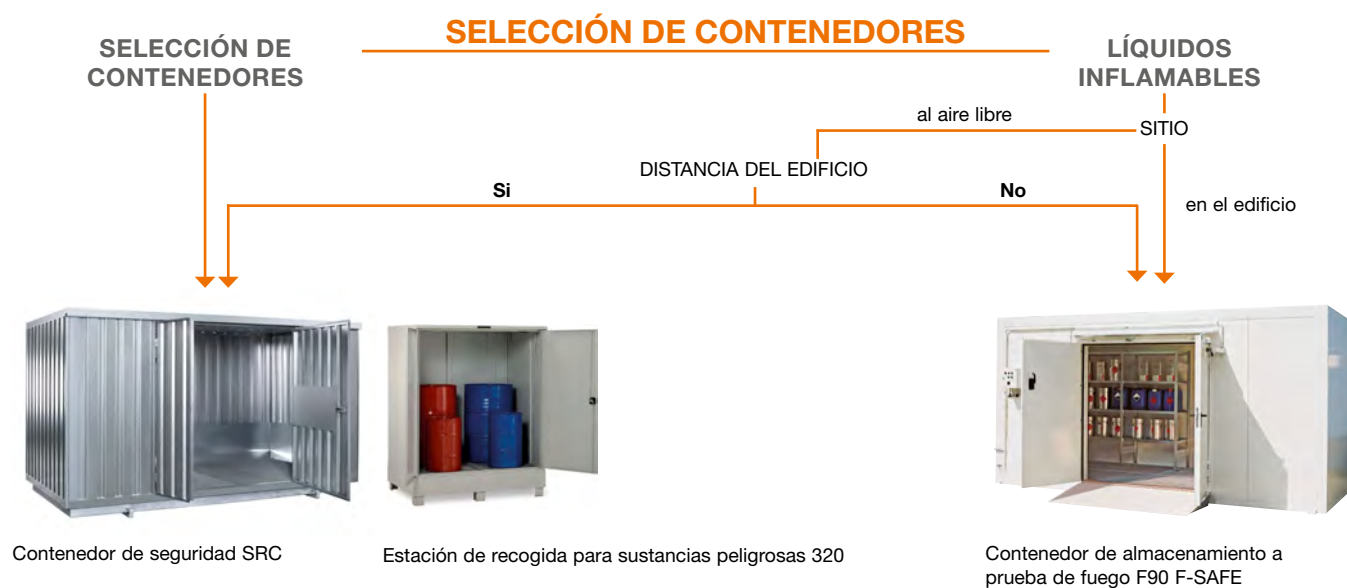 SELECCIÓN DE CONTENEDORES
SELECCIÓN DE
CONTENEDORES
LÍQUIDOS
INFLAMABLES
al aire libre
SITIO
DISTANCIA DEL EDIFICIO
Si
No
en el edificio
Contenedor de seguridad SRC
Estación de recogida para sustancias peligrosas 320
Contenedor de almacenamiento a
prueba de fuego F90 F-SAFE